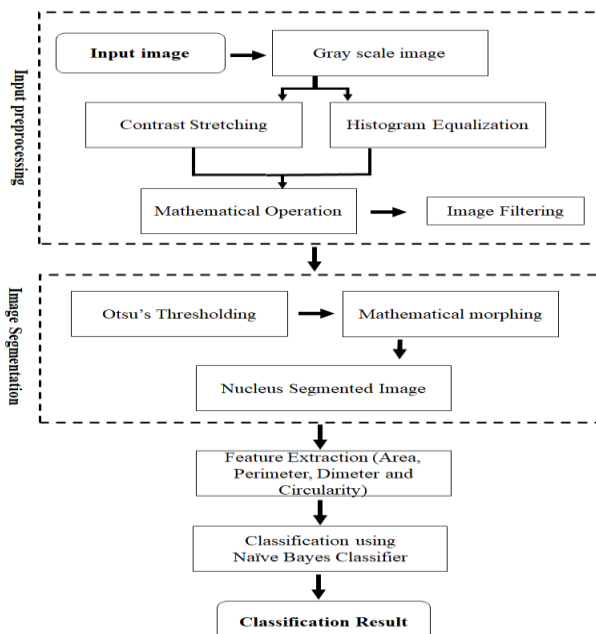 Input preprocessing
Input image
Gray scale image
Contrast Stretching
Histogram Equalization
Mathematical Operation
Image Filtering
Image Segmentation
Otsu’s Thresholding
Mathematical morphing
Nucleus Segmented Image
Feature Extraction (Area,
Perimeter, Dimeter and
Circularity)
Classification using
Naïve Bayes Classifier
Classification Result